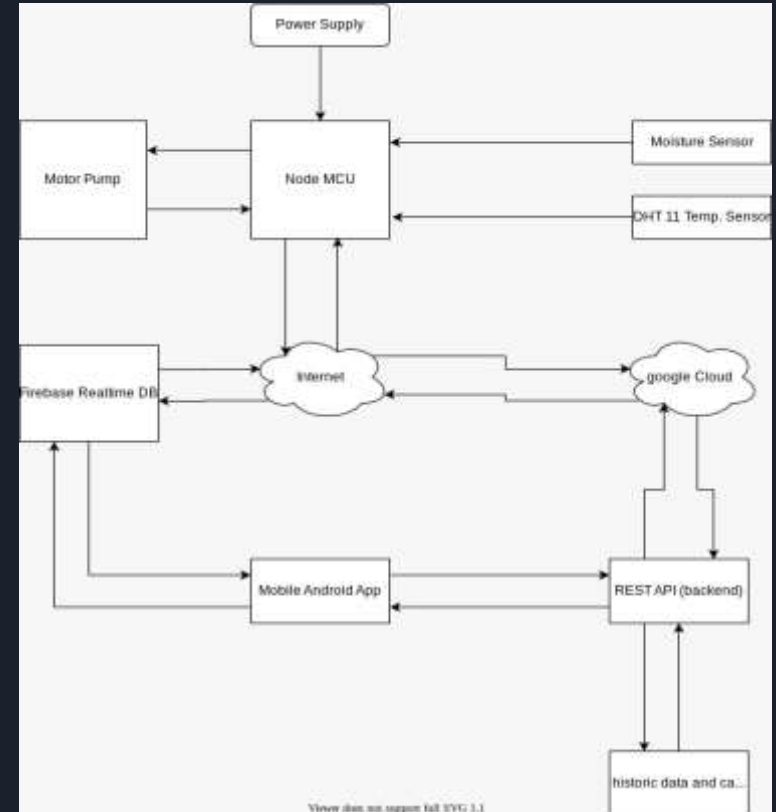 Power Supply
Motor Pump
Node MCU
Moisture Sensor
DHT 11 Temp. Sensor
Firebase Realtime DB
Internet
google Cloud
Mobile Android App
REST API (backend)
historic data and ca...
Viewer does not support full SVG 1.1